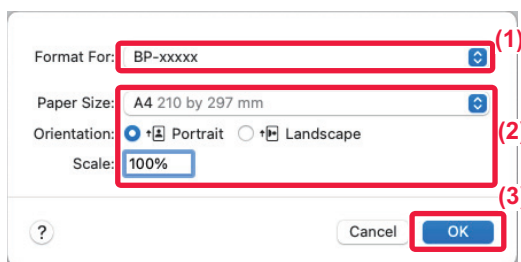 (1)
Format For: BP-xxxxx
Paper Size: A4 210 by 297 mm
Orientation: Portrait Landscape
(2)
Scale: 100%
(3)
? Cancel OK